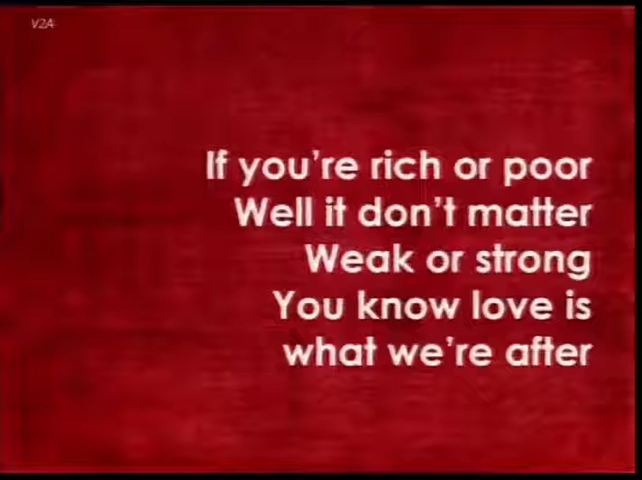 V2A
If you're rich or poor
Well it don't matter
Weak or strong
You know love is
what we're after